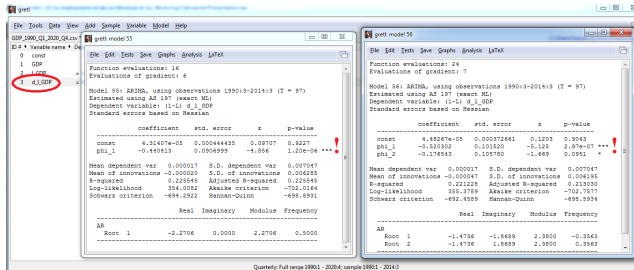 gretl
File Tools Data View Add Sample Variable Model Help
GDP_1990_Q1_2020_Q4.csv *
ID # Variable name De
0 const
1 GDP
2 l_GDP =
3 d_l_GDP =
gretl: model 55
File Edit Tests Save Graphs Analysis LaTeX
Function evaluations: 16
Evaluations of gradient: 6
Model 55: ARIMA, using observations 1990:3-2014:3 (T = 97)
Estimated using AS 197 (exact ML)
Dependent variable: (1-L) d_l_GDP
Standard errors based on Hessian
coefficient std. error z p-value
const 4.31407e-05 0.000444435 0.09707 0.9227
phi_1 -0.440413 0.0906999 -4.856 1.20e-06 *** !
Mean dependent var 0.000017 S.D. dependent var 0.007047
Mean of innovations -0.000020 S.D. of innovations 0.006285
R-squared 0.225545 Adjusted R-squared 0.225545
Log-likelihood 354.0082 Akaike criterion -702.0164
Schwarz criterion -694.2922 Hannan-Quinn -698.8931
Real Imaginary Modulus Frequency
AR
Root 1 -2.2706 0.0000 2.2706 0.5000
gretl: model 56
File Edit Tests Save Graphs Analysis LaTeX
Function evaluations: 24
Evaluations of gradient: 7
Model 56: ARIMA, using observations 1990:3-2014:3 (T = 97)
Estimated using AS 197 (exact ML)
Dependent variable: (1-L) d_l_GDP
Standard errors based on Hessian
coefficient std. error z p-value
const 4.48267e-05 0.000372661 0.1203 0.9043
phi_1 -0.520302 0.101520 -5.125 2.97e-07 *** !
phi_2 -0.176543 0.105780 -1.669 0.0951 *
Mean dependent var 0.000017 S.D. dependent var 0.007047
Mean of innovations -0.000047 S.D. of innovations 0.006195
R-squared 0.221228 Adjusted R-squared 0.213030
Log-likelihood 355.3789 Akaike criterion -702.7577
Schwarz criterion -692.4589 Hannan-Quinn -698.5934
Real Imaginary Modulus Frequency
AR
Root 1 -1.4736 -1.8689 2.3800 -0.3563
Root 2 -1.4736 1.8689 2.3800 0.3563
Quarterly: Full range 1990:1 - 2020:4; sample 1990:1 - 2014:3